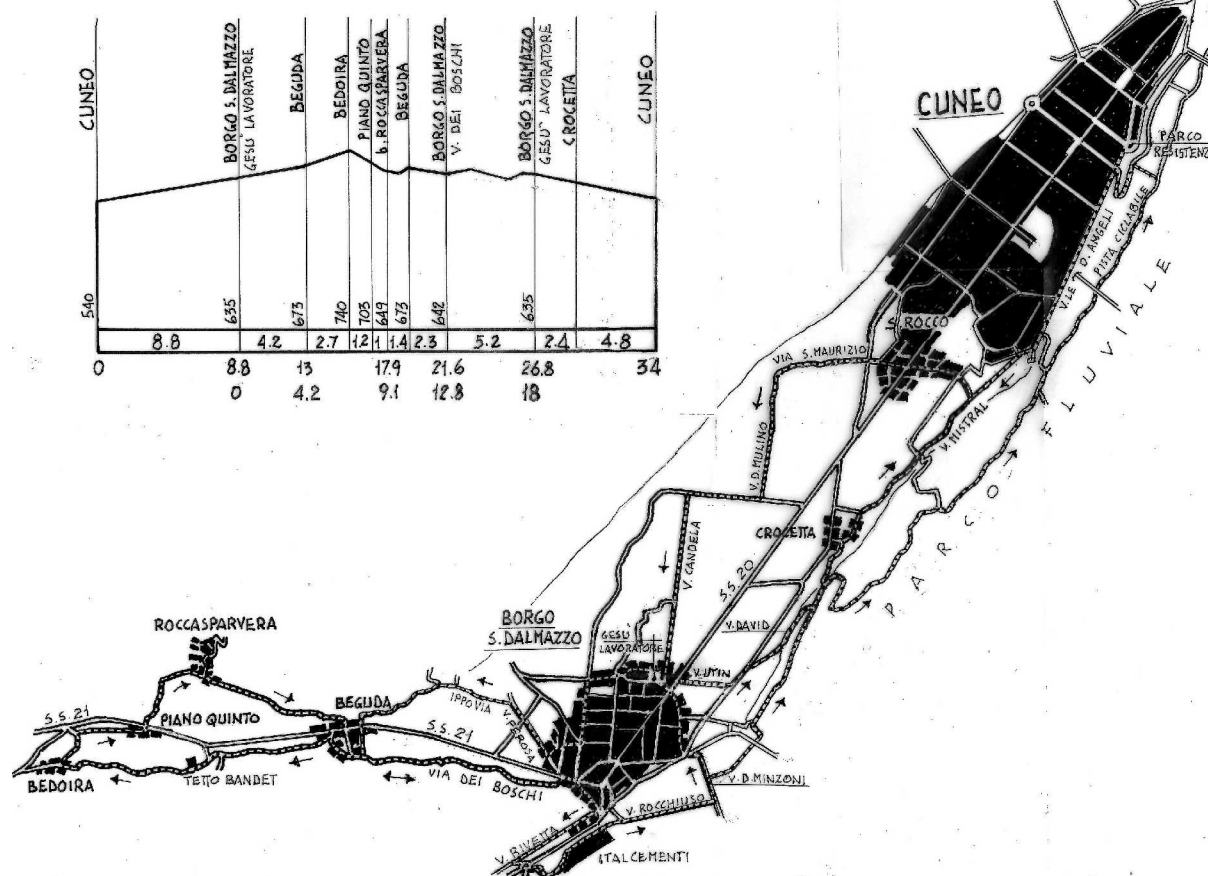 CUNEO
BORGO S. DALMAZZO
GESÙ LAVORATORE
BEGUDA
BEDOIRA
PIANO QUINTO
b. ROCCASPARVERA
BEGUDA
BORGO S. DALMAZZO
V. DEI BOSCHI
BORGO S. DALMAZZO
GESU' LAVORATORE
CROCETTA
CUNEO
540 635 673 740 703 649 673 642 635
8.8 4.2 2.7 1.2 1 1.4 2.3 5.2 2.4 4.8
0 8.8 13 17.9 21.6 26.8 34
0 4.2 9.1 12.8 18
CUNEO
PARCO
RESISTENZ
V.LE D. ANGELI
PISTA CICLABILE
S. ROCCO
VIA S. MAURIZIO
V. MISTRAL
PARCO FLUVIALE
V. D. MULINO
CROCETTA
V. CANDELA
S.S. 20
BORGO
S. DALMAZZO
GESU'
LAVORATORE
V. DAVID
V. UTIN
ROCCASPARVERA
BEGUDA
IPPOVIA
V. PEROSA
S.S. 21
PIANO QUINTO
S.S. 21
BEDOIRA
TETTO BANDET
VIA DEI BOSCHI
V. D. MINZONI
V. ROCCHIUSO
V. RIVETTA
ITALCEMENTI